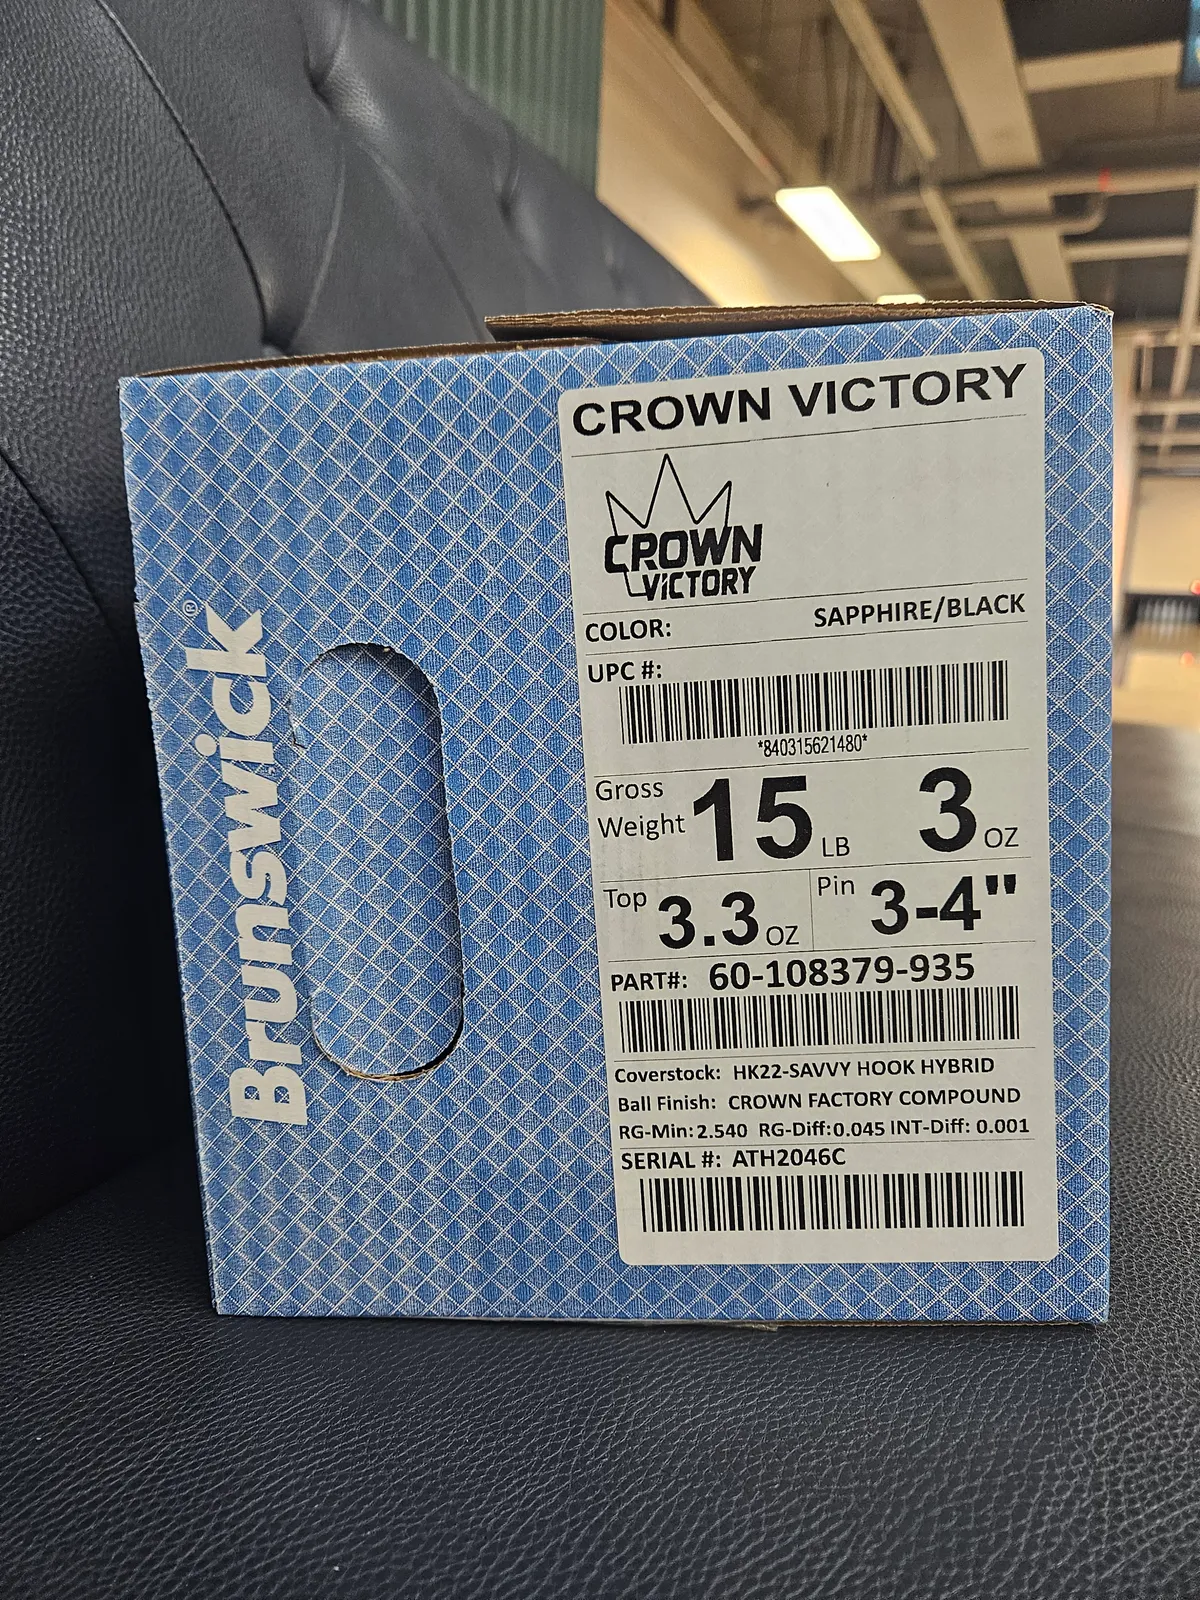 Brunswick®
CROWN VICTORY
CROWN
VICTORY
COLOR: SAPPHIRE/BLACK
UPC #:
*840315621480*
Gross Weight 15 LB 3 OZ
Top 3.3 OZ Pin 3-4"
PART#: 60-108379-935
Coverstock: HK22-SAVVY HOOK HYBRID
Ball Finish: CROWN FACTORY COMPOUND
RG-Min: 2.540 RG-Diff: 0.045 INT-Diff: 0.001
SERIAL #: ATH2046C